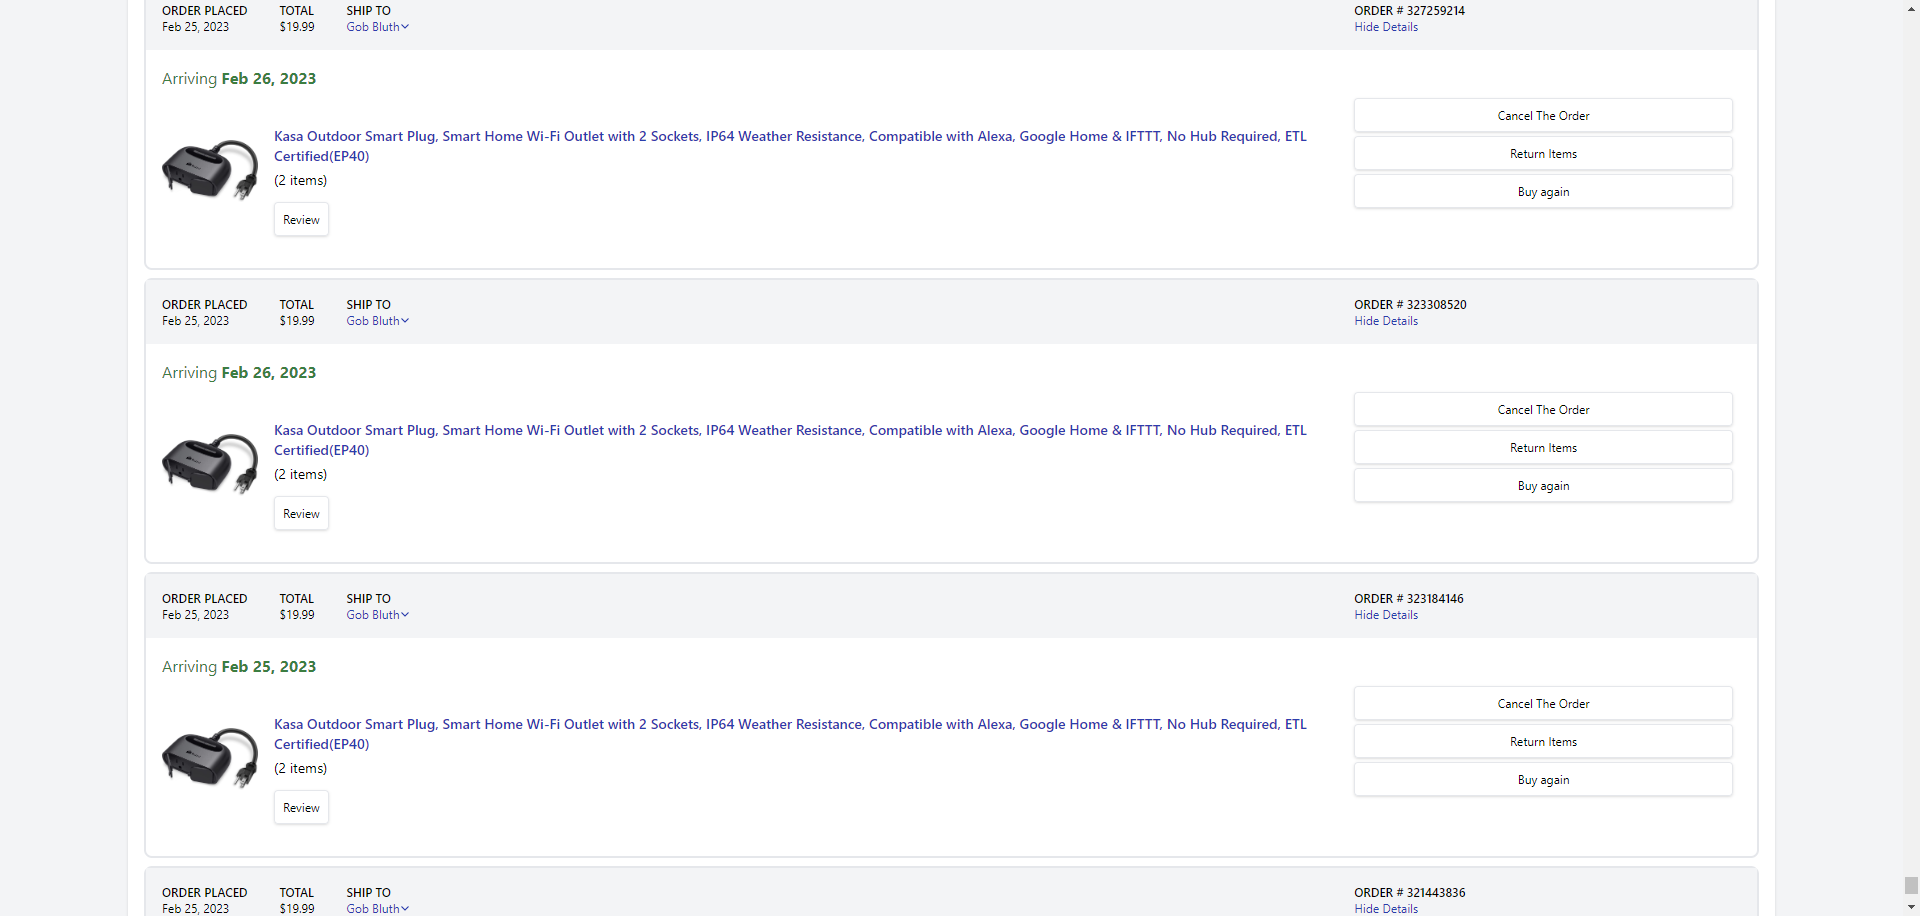 ORDER PLACED TOTAL SHIP TO ORDER # 327259214
Feb 25, 2023 $19.99 Gob Bluth Hide Details
Arriving Feb 26, 2023
Cancel The Order
Kasa Outdoor Smart Plug, Smart Home Wi-Fi Outlet with 2 Sockets, IP64 Weather Resistance, Compatible with Alexa, Google Home & IFTTT, No Hub Required, ETL
Certified(EP40)
Return Items
(2 items)
Buy again
Review
ORDER PLACED TOTAL SHIP TO ORDER # 323308520
Feb 25, 2023 $19.99 Gob Bluth Hide Details
Arriving Feb 26, 2023
Cancel The Order
Kasa Outdoor Smart Plug, Smart Home Wi-Fi Outlet with 2 Sockets, IP64 Weather Resistance, Compatible with Alexa, Google Home & IFTTT, No Hub Required, ETL
Certified(EP40)
Return Items
(2 items)
Buy again
Review
ORDER PLACED TOTAL SHIP TO ORDER # 323184146
Feb 25, 2023 $19.99 Gob Bluth Hide Details
Arriving Feb 25, 2023
Cancel The Order
Kasa Outdoor Smart Plug, Smart Home Wi-Fi Outlet with 2 Sockets, IP64 Weather Resistance, Compatible with Alexa, Google Home & IFTTT, No Hub Required, ETL
Certified(EP40)
Return Items
(2 items)
Buy again
Review
ORDER PLACED TOTAL SHIP TO ORDER # 321443836
Feb 25, 2023 $19.99 Gob Bluth Hide Details